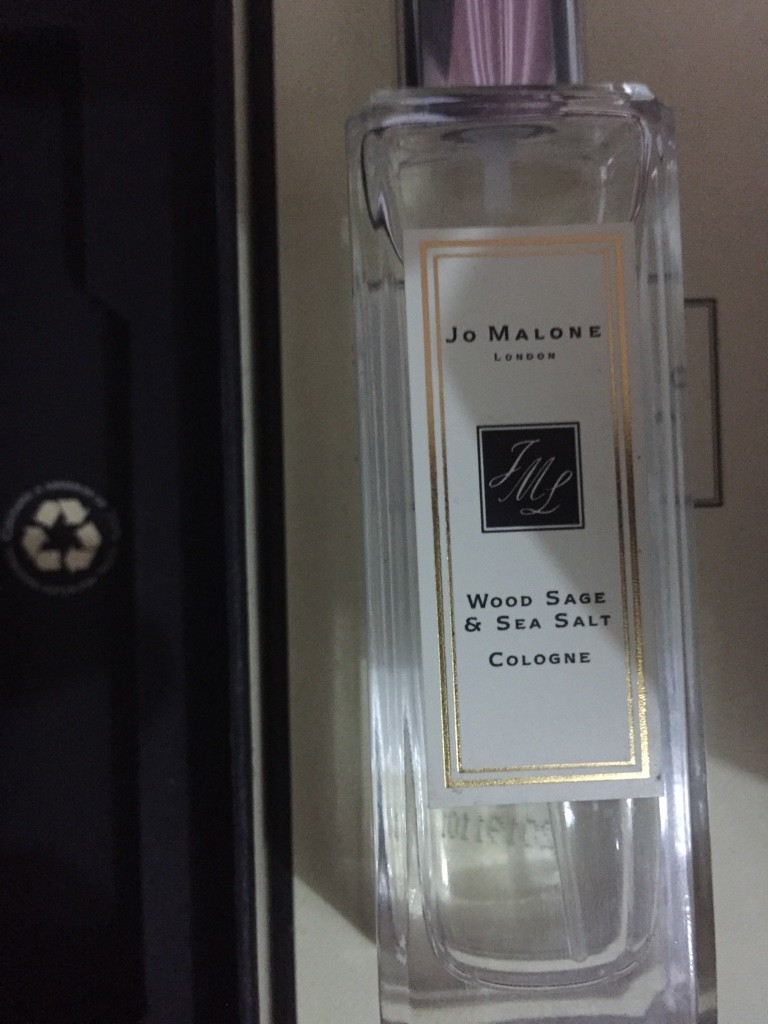 Jo Malone
London
JML
Wood Sage
& Sea Salt
Cologne